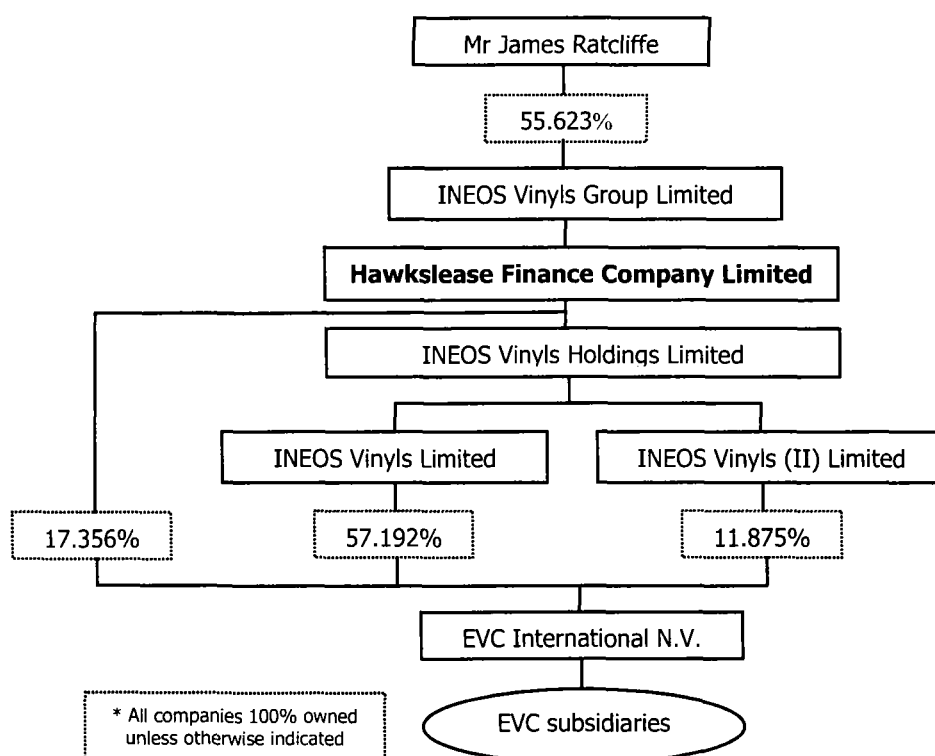 Mr James Ratcliffe
55.623%
INEOS Vinyls Group Limited
Hawkslease Finance Company Limited
INEOS Vinyls Holdings Limited
INEOS Vinyls Limited
INEOS Vinyls (II) Limited
17.356%
57.192%
11.875%
EVC International N.V.
EVC subsidiaries
* All companies 100% owned
unless otherwise indicated